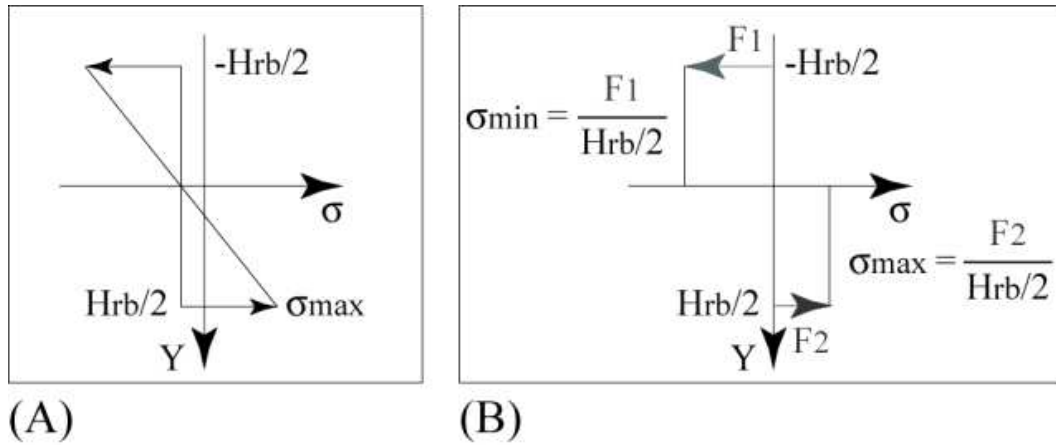 -Hrb/2
σ
Hrb/2
σmax
Y
(A)
F1
-Hrb/2
σmin = F1
Hrb/2
σ
σmax = F2
Hrb/2
Hrb/2
F2
Y
(B)